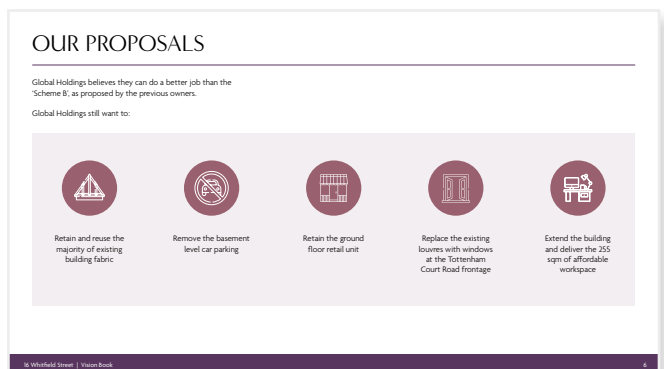 OUR PROPOSALS
Global Holdings believes they can do a better job than the
‘Scheme B’, as proposed by the previous owners.
Global Holdings still want to:
Retain and reuse the
majority of existing
building fabric
Remove the basement
level car parking
Retain the ground
floor retail unit
Replace the existing
louvres with windows
at the Tottenham
Court Road frontage
Extend the building
and deliver the 255
sqm of affordable
workspace
16 Whitfield Street | Vision Book
6